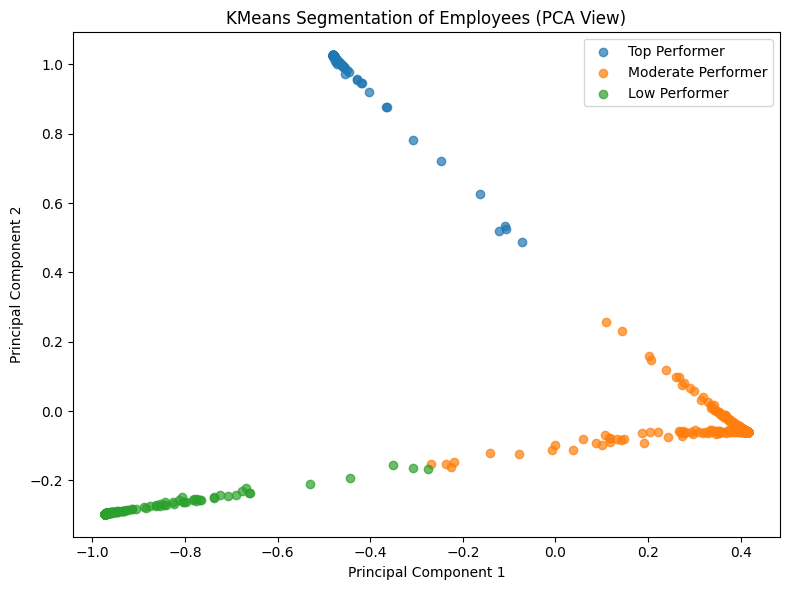 KMeans Segmentation of Employees (PCA View)
Top Performer
Moderate Performer
Low Performer
1.0
0.8
0.6
0.4
0.2
0.0
−0.2
Principal Component 2
−1.0 −0.8 −0.6 −0.4 −0.2 0.0 0.2 0.4
Principal Component 1